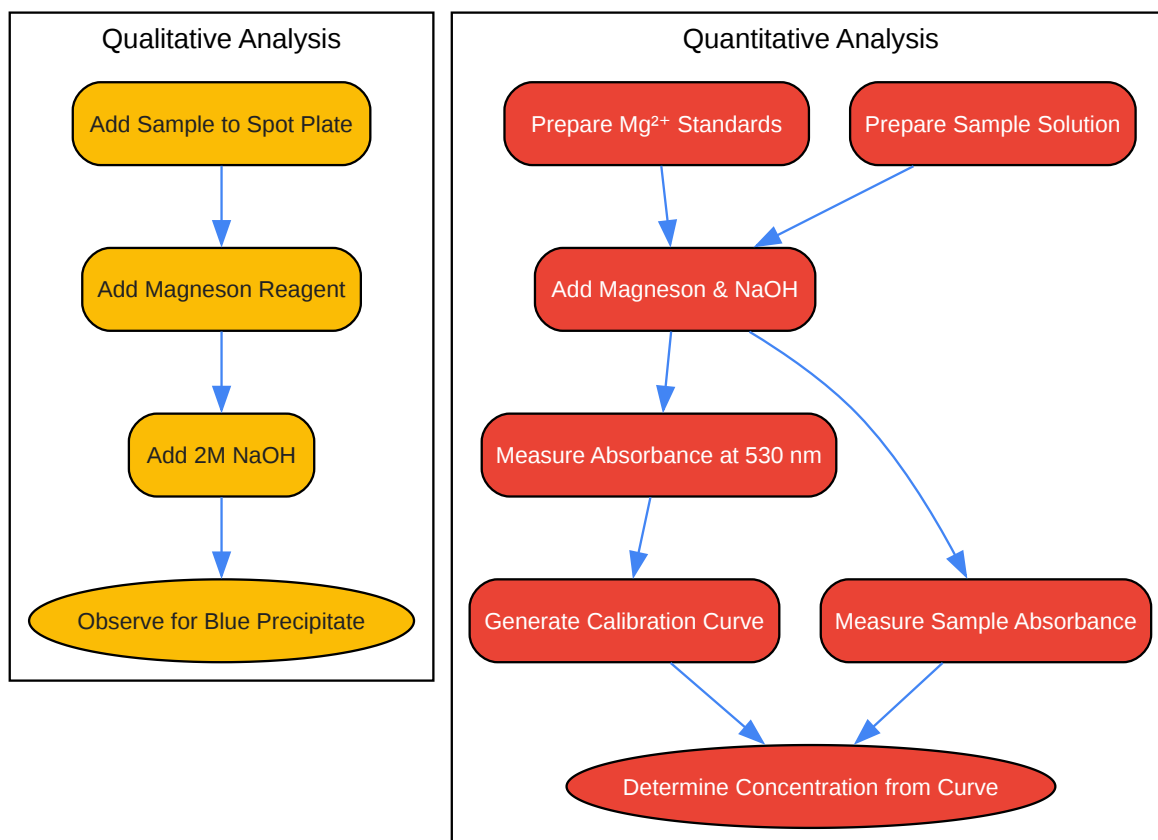 Qualitative Analysis
Add Sample to Spot Plate
Add Magneson Reagent
Add 2M NaOH
Observe for Blue Precipitate
Quantitative Analysis
Prepare Mg²⁺ Standards
Prepare Sample Solution
Add Magneson & NaOH
Measure Absorbance at 530 nm
Generate Calibration Curve
Measure Sample Absorbance
Determine Concentration from Curve